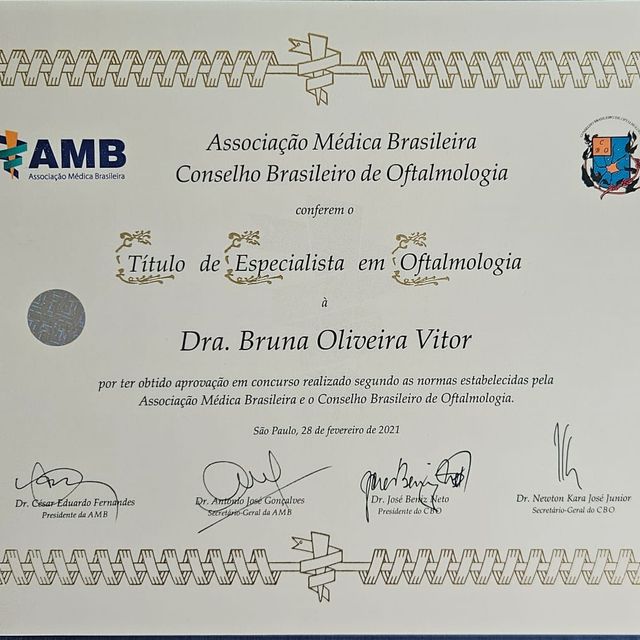 AMB
Associação Médica Brasileira
Associação Médica Brasileira
Conselho Brasileiro de Oftalmologia
CBO
conferem o
Título de Especialista em Oftalmologia
à
Dra. Bruna Oliveira Vitor
por ter obtido aprovação em concurso realizado segundo as normas estabelecidas pela
Associação Médica Brasileira e o Conselho Brasileiro de Oftalmologia.
São Paulo, 28 de fevereiro de 2021
Dr. César Eduardo Fernandes
Presidente da AMB
Dr. Antonio José Gonçalves
Secretário-Geral da AMB
Dr. José Beniz Neto
Presidente do CBO
Dr. Newton Kara José Junior
Secretário-Geral do CBO